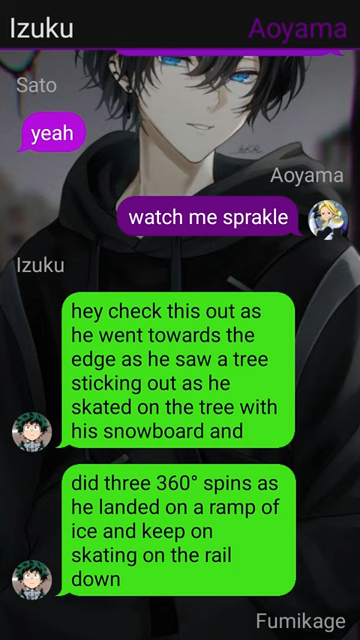 Izuku
Aoyama
Sato
yeah
Aoyama
watch me sprakle
Izuku
hey check this out as
he went towards the
edge as he saw a tree
sticking out as he
skated on the tree with
his snowboard and
did three 360° spins as
he landed on a ramp of
ice and keep on
skating on the rail
down
Fumikage